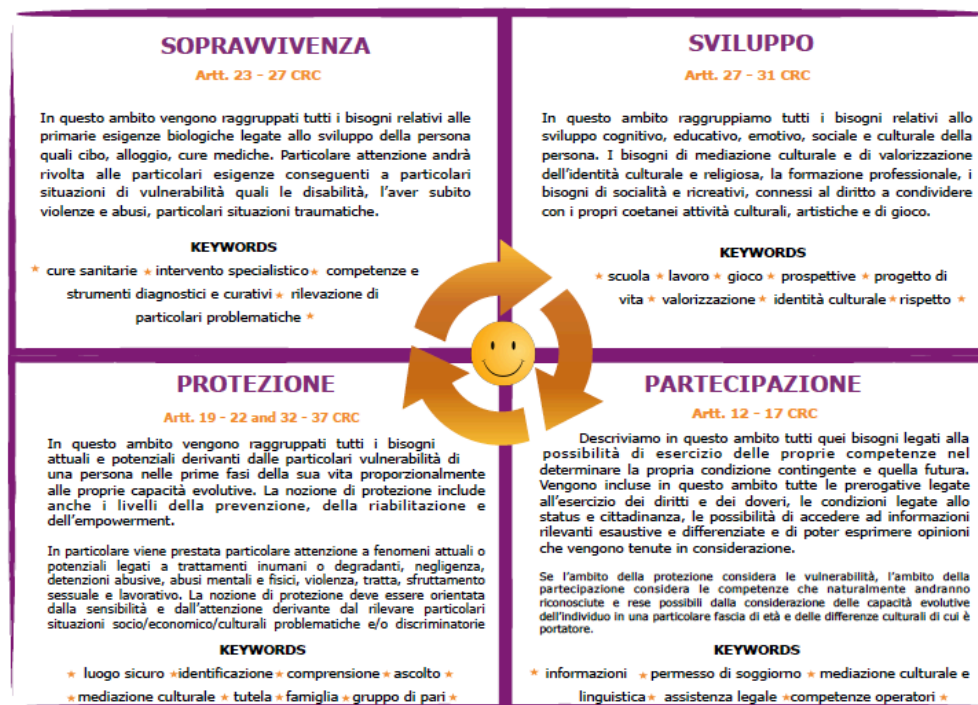 SOPRAVVIVENZA
Artt. 23 - 27 CRC
In questo ambito vengono raggruppati tutti i bisogni relativi alle
primarie esigenze biologiche legate allo sviluppo della persona
quali cibo, alloggio, cure mediche. Particolare attenzione andrà
rivolta alle particolari esigenze conseguenti a particolari
situazioni di vulnerabilità quali le disabilità, l'aver subito
violenze e abusi, particolari situazioni traumatiche.
KEYWORDS
★ cure sanitarie ★ intervento specialistico ★ competenze e
strumenti diagnostici e curativi ★ rilevazione di
particolari problematiche ★
SVILUPPO
Artt. 27 - 31 CRC
In questo ambito raggruppiamo tutti i bisogni relativi allo
sviluppo cognitivo, educativo, emotivo, sociale e culturale della
persona. I bisogni di mediazione culturale e di valorizzazione
dell'identità culturale e religiosa, la formazione professionale, i
bisogni di socialità e ricreativi, connessi al diritto a condividere
con i propri coetanei attività culturali, artistiche e di gioco.
KEYWORDS
★ scuola ★ lavoro ★ gioco ★ prospettive ★ progetto di
vita ★ valorizzazione ★ identità culturale ★ rispetto ★
PROTEZIONE
Artt. 19 - 22 and 32 - 37 CRC
In questo ambito vengono raggruppati tutti i bisogni
attuali e potenziali derivanti dalle particolari vulnerabilità di
una persona nelle prime fasi della sua vita proporzionalmente
alle proprie capacità evolutive. La nozione di protezione include
anche i livelli della prevenzione, della riabilitazione e
dell'empowerment.
In particolare viene prestata particolare attenzione a fenomeni attuali o
potenziali legati a trattamenti inumani o degradanti, negligenza,
detenzioni abusive, abusi mentali e fisici, violenza, tratta, sfruttamento
sessuale e lavorativo. La nozione di protezione deve essere orientata
dalla sensibilità e dall'attenzione derivante dal rilevare particolari
situazioni socio/economico/culturali problematiche e/o discriminatorie
KEYWORDS
★ luogo sicuro ★identificazione ★ comprensione ★ ascolto ★
★ mediazione culturale ★ tutela ★ famiglia ★ gruppo di pari ★
PARTECIPAZIONE
Artt. 12 - 17 CRC
Descriviamo in questo ambito tutti quei bisogni legati alla
possibilità di esercizio delle proprie competenze nel
determinare la propria condizione contingente e quella futura.
Vengono incluse in questo ambito tutte le prerogative legate
all'esercizio dei diritti e dei doveri, le condizioni legate allo
status e cittadinanza, le possibilità di accedere ad informazioni
rilevanti esaustive e differenziate e di poter esprimere opinioni
che vengono tenute in considerazione.
Se l'ambito della protezione considera le vulnerabilità, l'ambito della
partecipazione considera le competenze che naturalmente andranno
riconosciute e rese possibili dalla considerazione delle capacità evolutive
dell'individuo in una particolare fascia di età e delle differenze culturali di cui è
portatore.
KEYWORDS
★ informazioni ★ permesso di soggiorno ★ mediazione culturale e
linguistica ★ assistenza legale ★competenze operatori ★